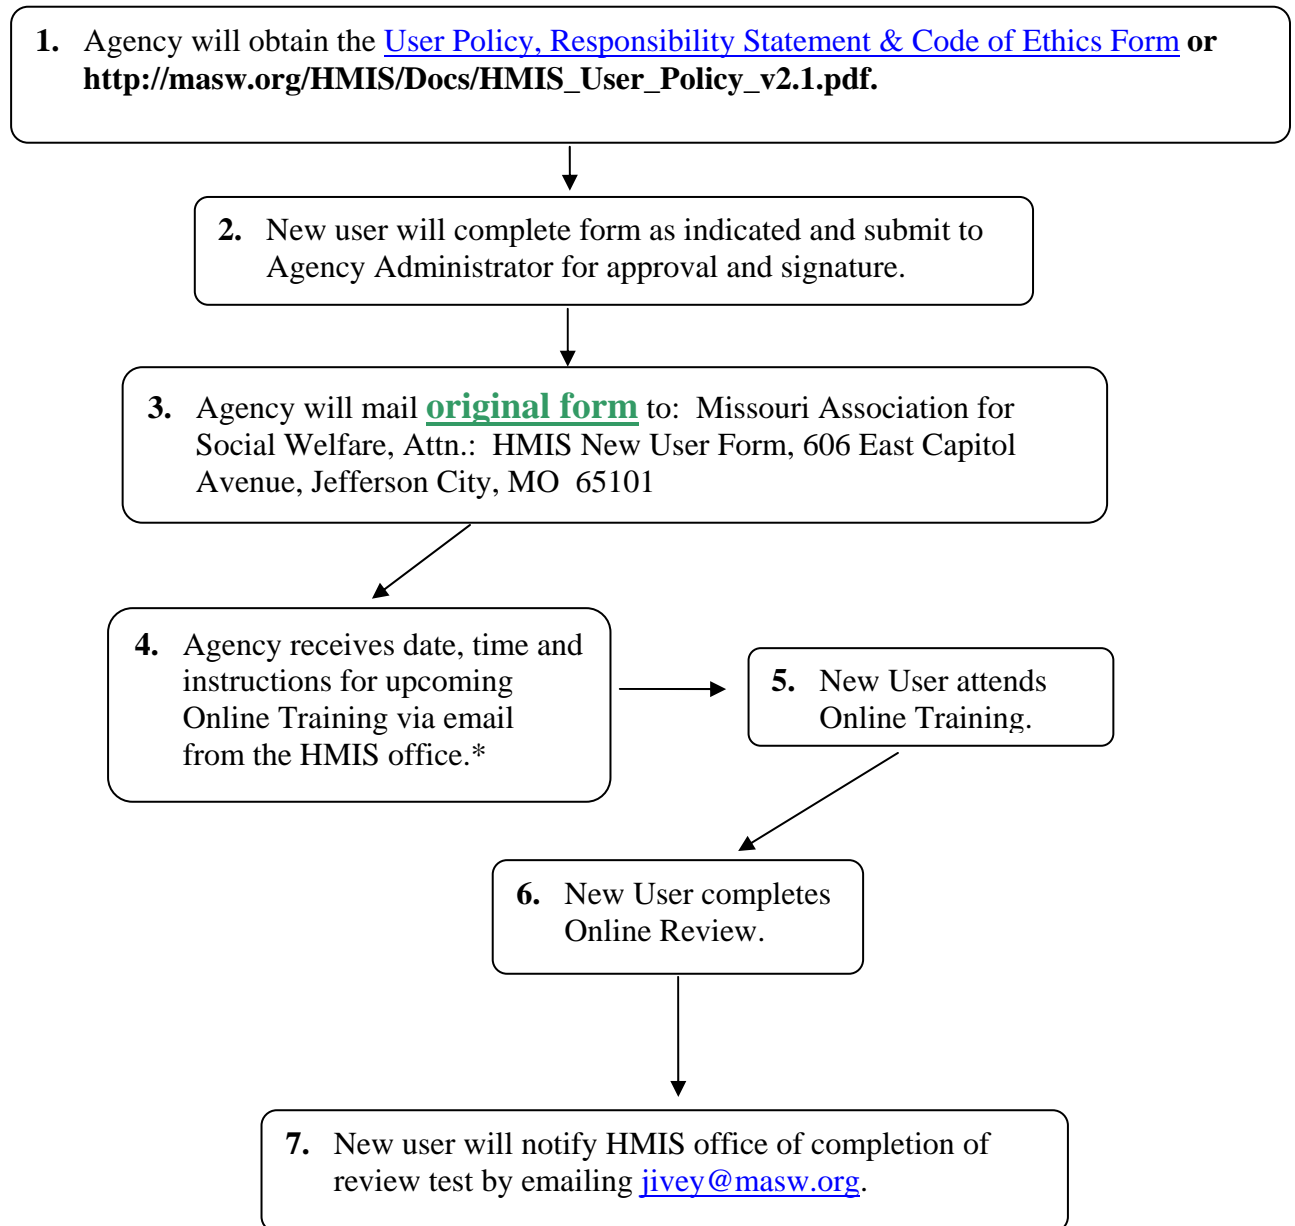 1. Agency will obtain the User Policy, Responsibility Statement & Code of Ethics Form or
http://masw.org/HMIS/Docs/HMIS_User_Policy_v2.1.pdf.
2. New user will complete form as indicated and submit to
Agency Administrator for approval and signature.
3. Agency will mail original form to: Missouri Association for
Social Welfare, Attn.: HMIS New User Form, 606 East Capitol
Avenue, Jefferson City, MO 65101
4. Agency receives date, time and
instructions for upcoming
Online Training via email
from the HMIS office.*
5. New User attends
Online Training.
6. New User completes
Online Review.
7. New user will notify HMIS office of completion of
review test by emailing jivey@masw.org.